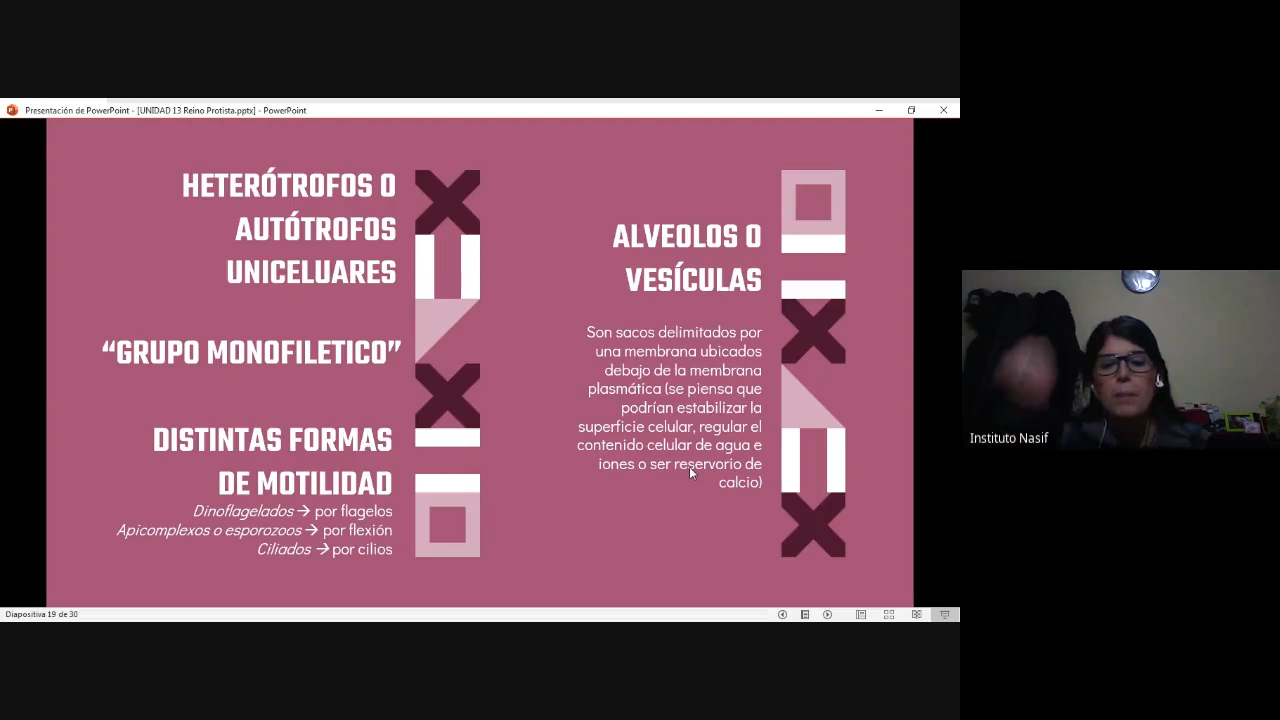 Presentación de PowerPoint - [UNIDAD 13 Reino Protista.pptx] - PowerPoint
HETERÓTROFOS O
AUTÓTROFOS
UNICELUARES
“GRUPO MONOFILETICO”
DISTINTAS FORMAS
DE MOTILIDAD
Dinoflagelados → por flagelos
Apicomplexos o esporozoos → por flexión
Ciliados → por cilios
ALVEOLOS O
VESÍCULAS
Son sacos delimitados por
una membrana ubicados
debajo de la membrana
plasmática (se piensa que
podrían estabilizar la
superficie celular, regular el
contenido celular de agua e
iones o ser reservorio de
calcio)
Diapositiva 19 de 30
Instituto Nasif